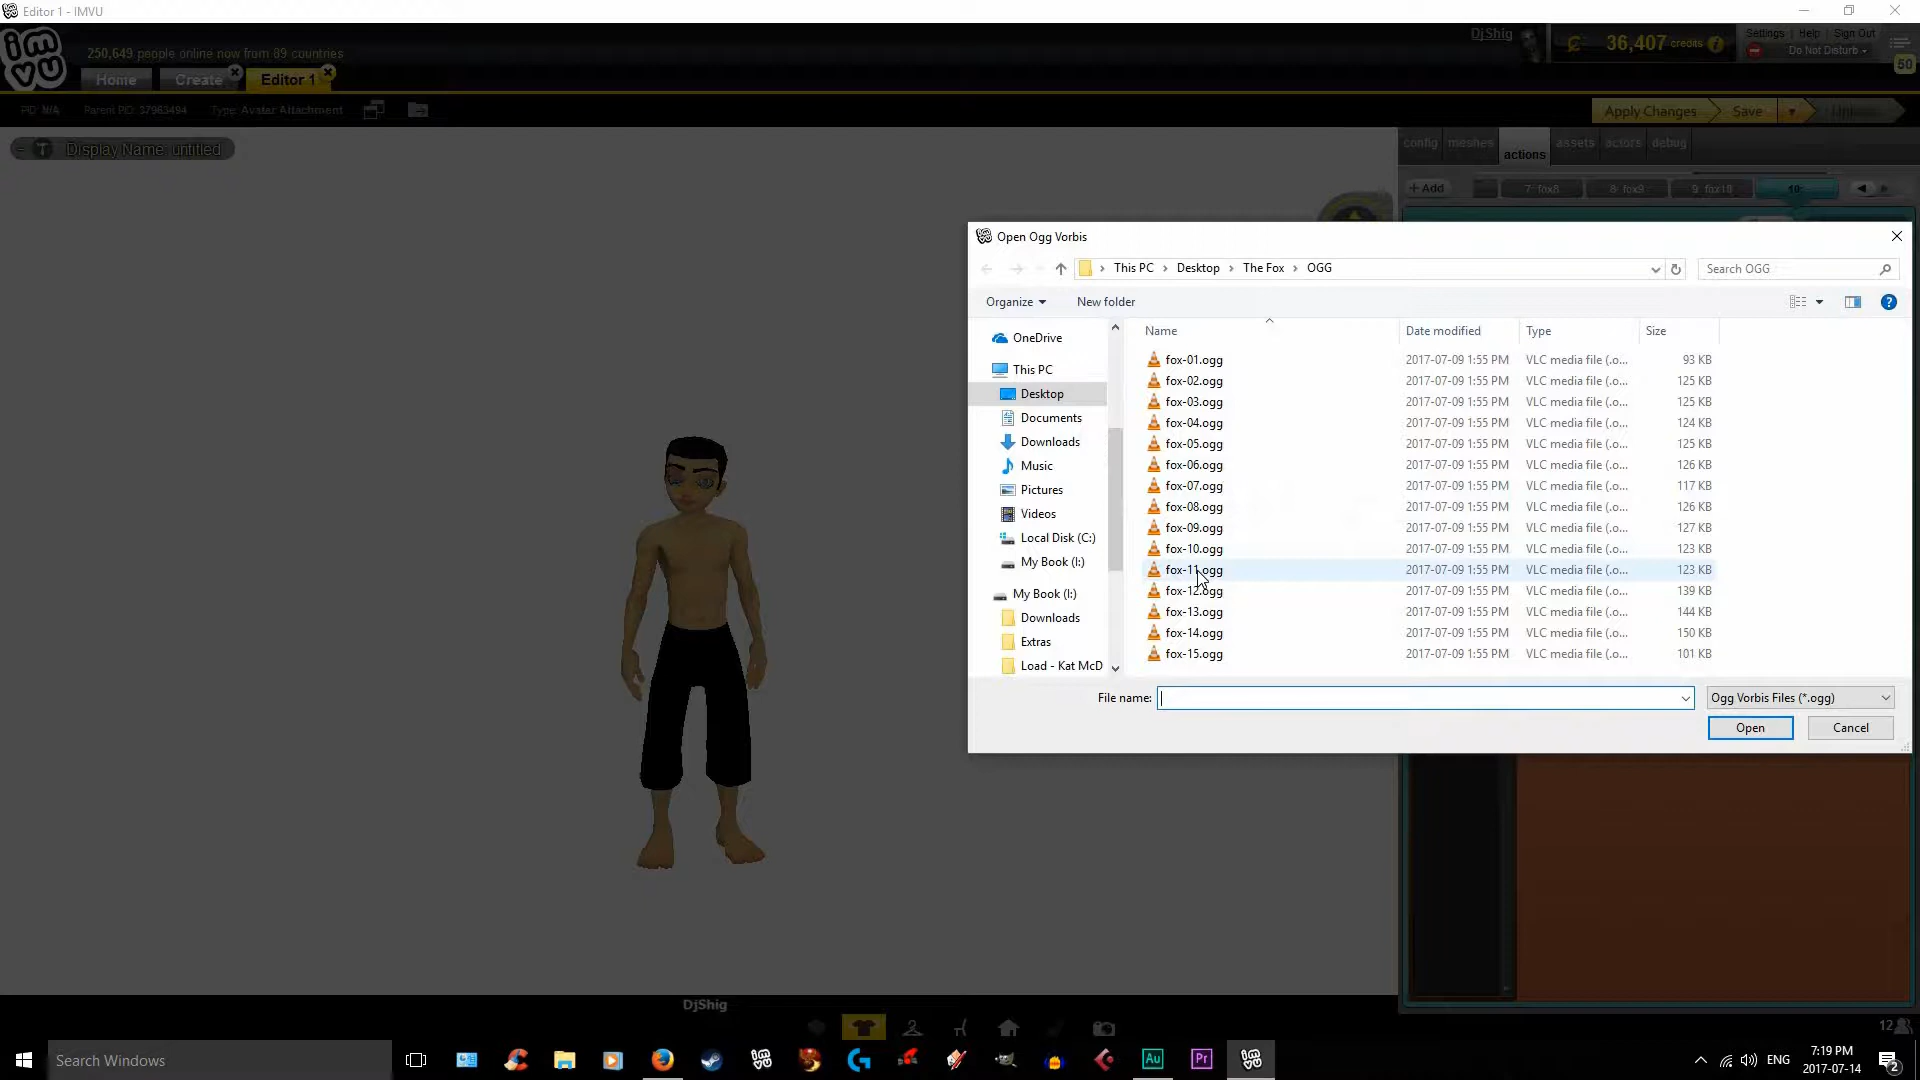 Editor 1 - IMVU
imvu
250,649 people online now from 89 countries
DjShig
36,407 credits
Settings Help Sign Out
Do Not Disturb
50
Home
Create
Editor 1
PID: N/A
Parent PID: 37963494
Type: Avatar Attachment
Apply Changes
Save
Display Name: untitled
config
meshes
actions
assets
actors
debug
+ Add
7: fox8
8: fox9
9: fox10
10:
Open Ogg Vorbis
This PC > Desktop > The Fox > OGG
Search OGG
Organize
New folder
Name Date modified Type Size
OneDrive
This PC
Desktop
Documents
Downloads
Music
Pictures
Videos
Local Disk (C:)
My Book (I:)
My Book (I:)
Downloads
Extras
Load - Kat McD
fox-01.ogg 2017-07-09 1:55 PM VLC media file (.o... 93 KB
fox-02.ogg 2017-07-09 1:55 PM VLC media file (.o... 125 KB
fox-03.ogg 2017-07-09 1:55 PM VLC media file (.o... 125 KB
fox-04.ogg 2017-07-09 1:55 PM VLC media file (.o... 124 KB
fox-05.ogg 2017-07-09 1:55 PM VLC media file (.o... 125 KB
fox-06.ogg 2017-07-09 1:55 PM VLC media file (.o... 126 KB
fox-07.ogg 2017-07-09 1:55 PM VLC media file (.o... 117 KB
fox-08.ogg 2017-07-09 1:55 PM VLC media file (.o... 126 KB
fox-09.ogg 2017-07-09 1:55 PM VLC media file (.o... 127 KB
fox-10.ogg 2017-07-09 1:55 PM VLC media file (.o... 123 KB
fox-11.ogg 2017-07-09 1:55 PM VLC media file (.o... 123 KB
fox-12.ogg 2017-07-09 1:55 PM VLC media file (.o... 139 KB
fox-13.ogg 2017-07-09 1:55 PM VLC media file (.o... 144 KB
fox-14.ogg 2017-07-09 1:55 PM VLC media file (.o... 150 KB
fox-15.ogg 2017-07-09 1:55 PM VLC media file (.o... 101 KB
File name:
Ogg Vorbis Files (*.ogg)
Open
Cancel
DjShig
12
Search Windows
Au
Pr
ENG
7:19 PM
2017-07-14
2